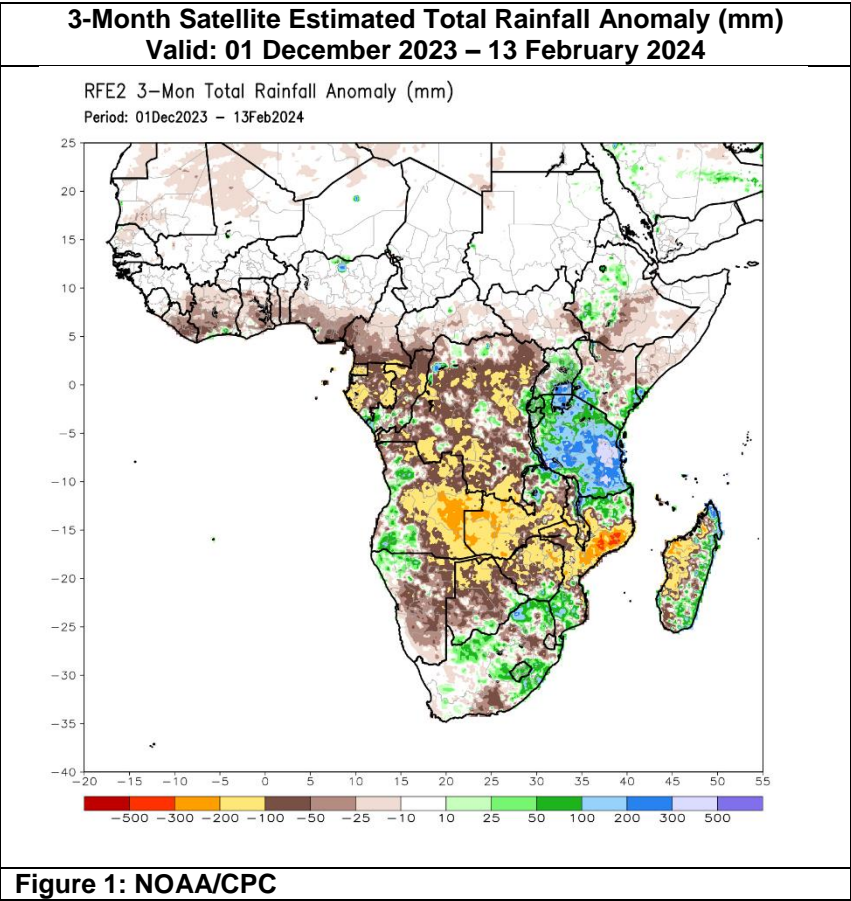 3-Month Satellite Estimated Total Rainfall Anomaly (mm)
Valid: 01 December 2023 – 13 February 2024
RFE2 3-Mon Total Rainfall Anomaly (mm)
Period: 01Dec2023 - 13Feb2024
25
20
15
10
5
0
-5
-10
-15
-20
-25
-30
-35
-40
-20 -15 -10 -5 0 5 10 15 20 25 30 35 40 45 50 55
-500 -300 -200 -100 -50 -25 -10 10 25 50 100 200 300 500
Figure 1: NOAA/CPC